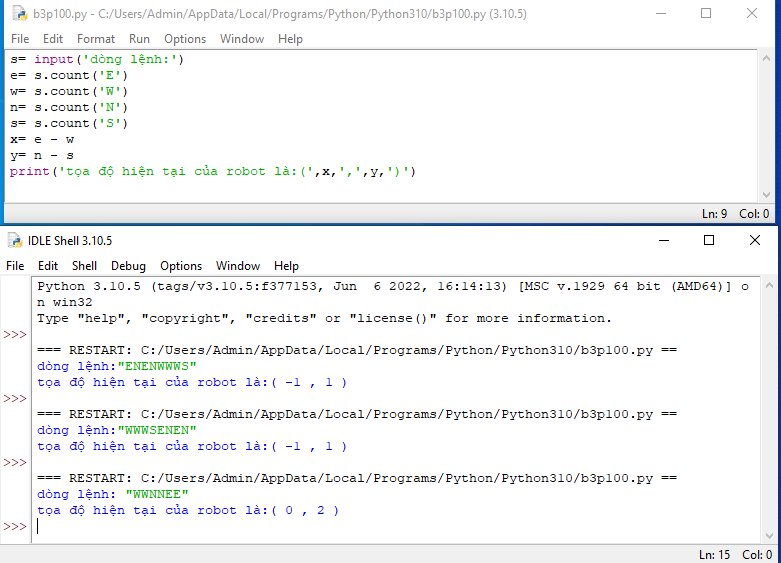 b3p100.py - C:/Users/Admin/AppData/Local/Programs/Python/Python310/b3p100.py (3.10.5)
File Edit Format Run Options Window Help
s= input('dòng lệnh:')
e= s.count('E')
w= s.count('W')
n= s.count('N')
s= s.count('S')
x= e - w
y= n - s
print('tọa độ hiện tại của robot là:(',x,',',y,')')
Ln: 9 Col: 0
IDLE Shell 3.10.5
File Edit Shell Debug Options Window Help
Python 3.10.5 (tags/v3.10.5:f377153, Jun  6 2022, 16:14:13) [MSC v.1929 64 bit (AMD64)] o
n win32
Type "help", "copyright", "credits" or "license()" for more information.
>>>
=== RESTART: C:/Users/Admin/AppData/Local/Programs/Python/Python310/b3p100.py ==
dòng lệnh:"ENENWWWS"
tọa độ hiện tại của robot là:( -1 , 1 )
>>>
=== RESTART: C:/Users/Admin/AppData/Local/Programs/Python/Python310/b3p100.py ==
dòng lệnh:"WWWSENEN"
tọa độ hiện tại của robot là:( -1 , 1 )
>>>
=== RESTART: C:/Users/Admin/AppData/Local/Programs/Python/Python310/b3p100.py ==
dòng lệnh: "WWNNEE"
tọa độ hiện tại của robot là:( 0 , 2 )
>>>
Ln: 15 Col: 0